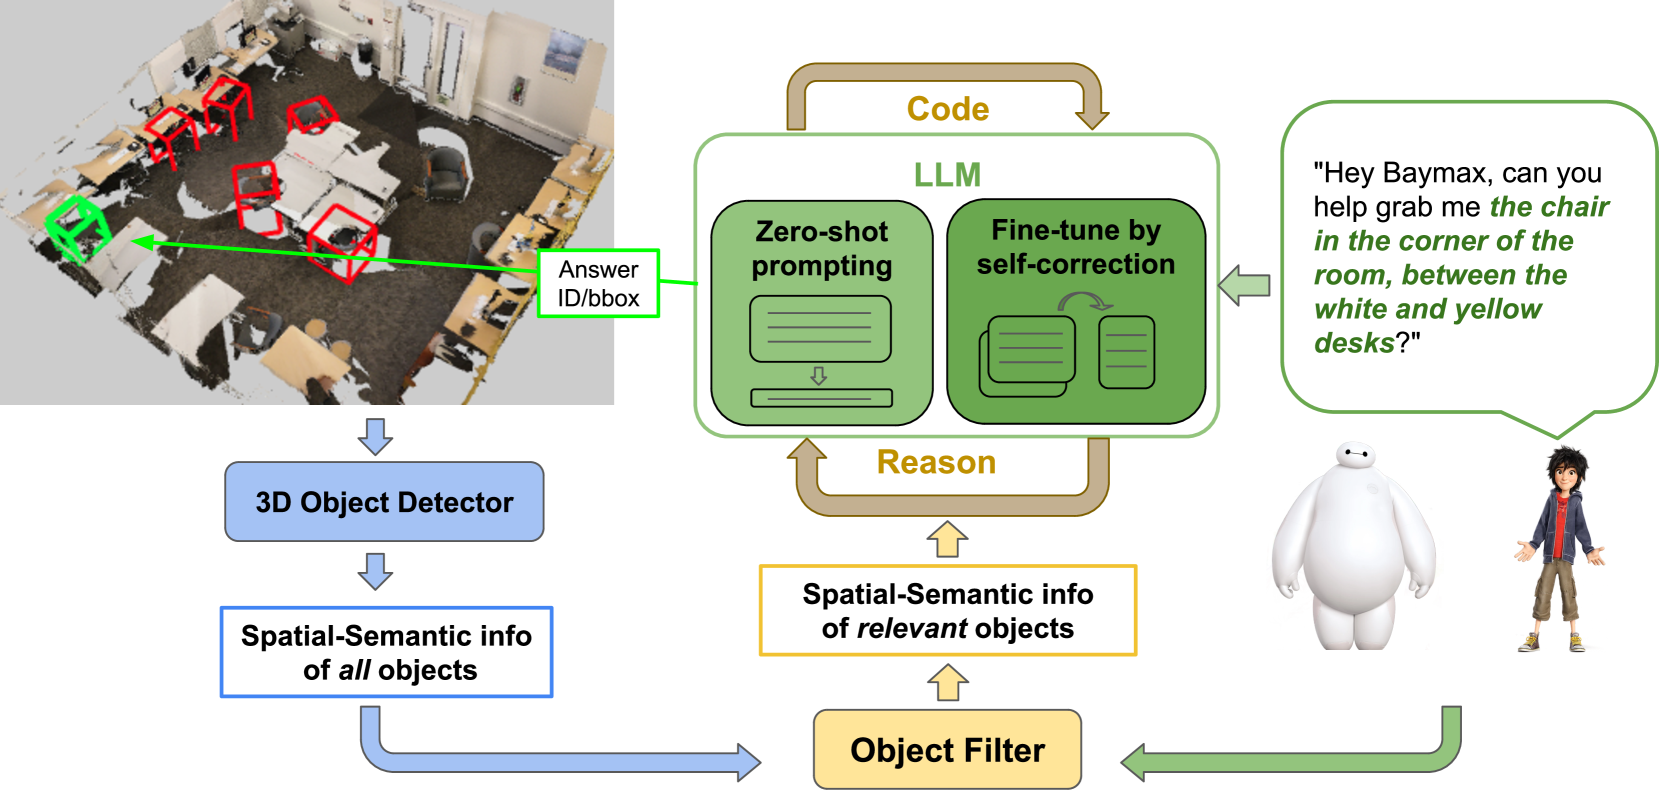 Code
LLM
Zero-shot
prompting
Fine-tune by
self-correction
"Hey Baymax, can you
help grab me the chair
in the corner of the
room, between the
white and yellow
desks?"
Answer
ID/bbox
Reason
3D Object Detector
Spatial-Semantic info
of relevant objects
Spatial-Semantic info
of all objects
Object Filter